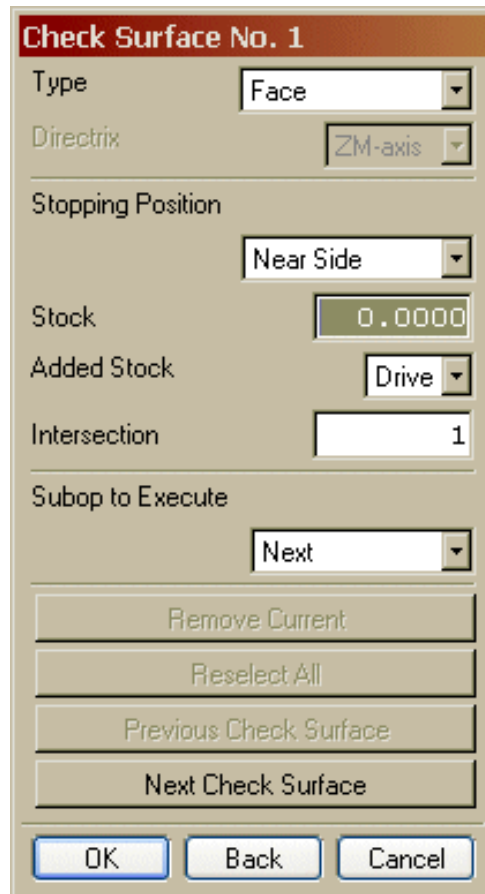 Check Surface No. 1
Type Face
Directrix ZM-axis
Stopping Position
Near Side
Stock 0.0000
Added Stock Drive
Intersection 1
Subop to Execute
Next
Remove Current
Reselect All
Previous Check Surface
Next Check Surface
OK Back Cancel